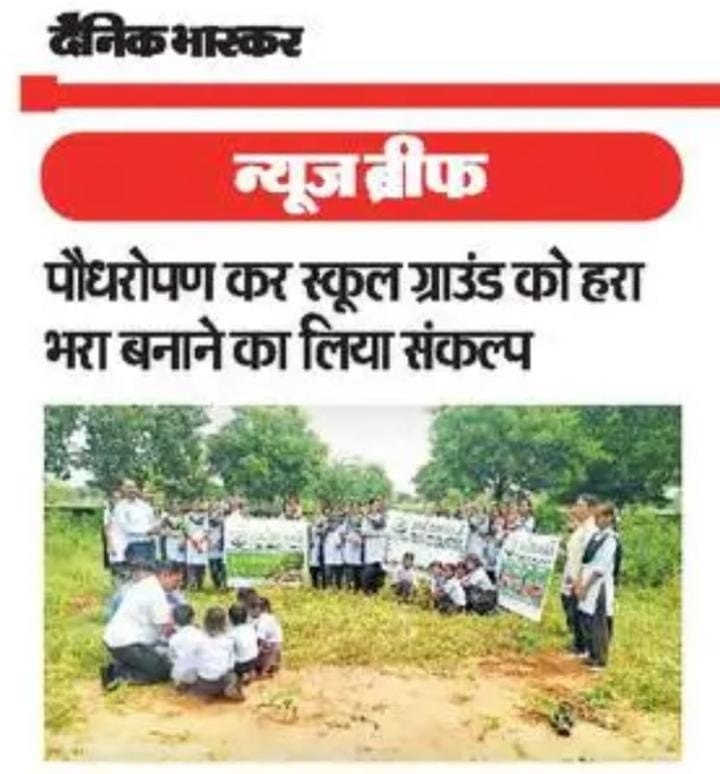 दैनिक भास्कर
न्यूज ब्रीफ
पौधरोपण कर स्कूल ग्राउंड को हरा
भरा बनाने का लिया संकल्प